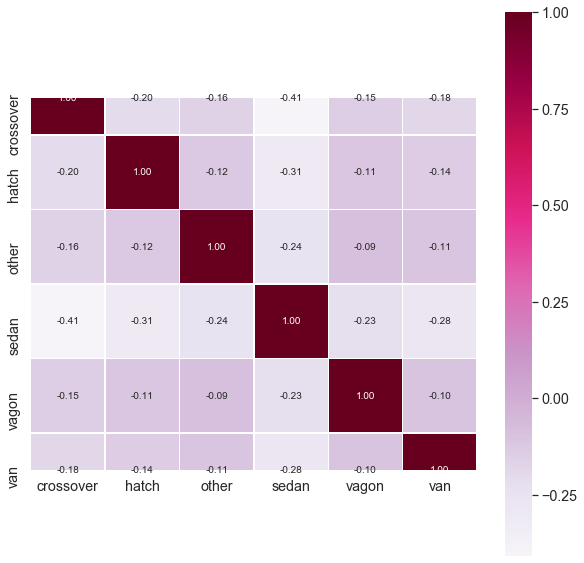 1.00
crossover 1.00 -0.20 -0.16 -0.41 -0.15 -0.18
0.75
hatch -0.20 1.00 -0.12 -0.31 -0.11 -0.14
0.50
other -0.16 -0.12 1.00 -0.24 -0.09 -0.11
0.25
sedan -0.41 -0.31 -0.24 1.00 -0.23 -0.28
0.00
vagon -0.15 -0.11 -0.09 -0.23 1.00 -0.10
van -0.18 -0.14 -0.11 -0.28 -0.10 1.00
-0.25
crossover hatch other sedan vagon van